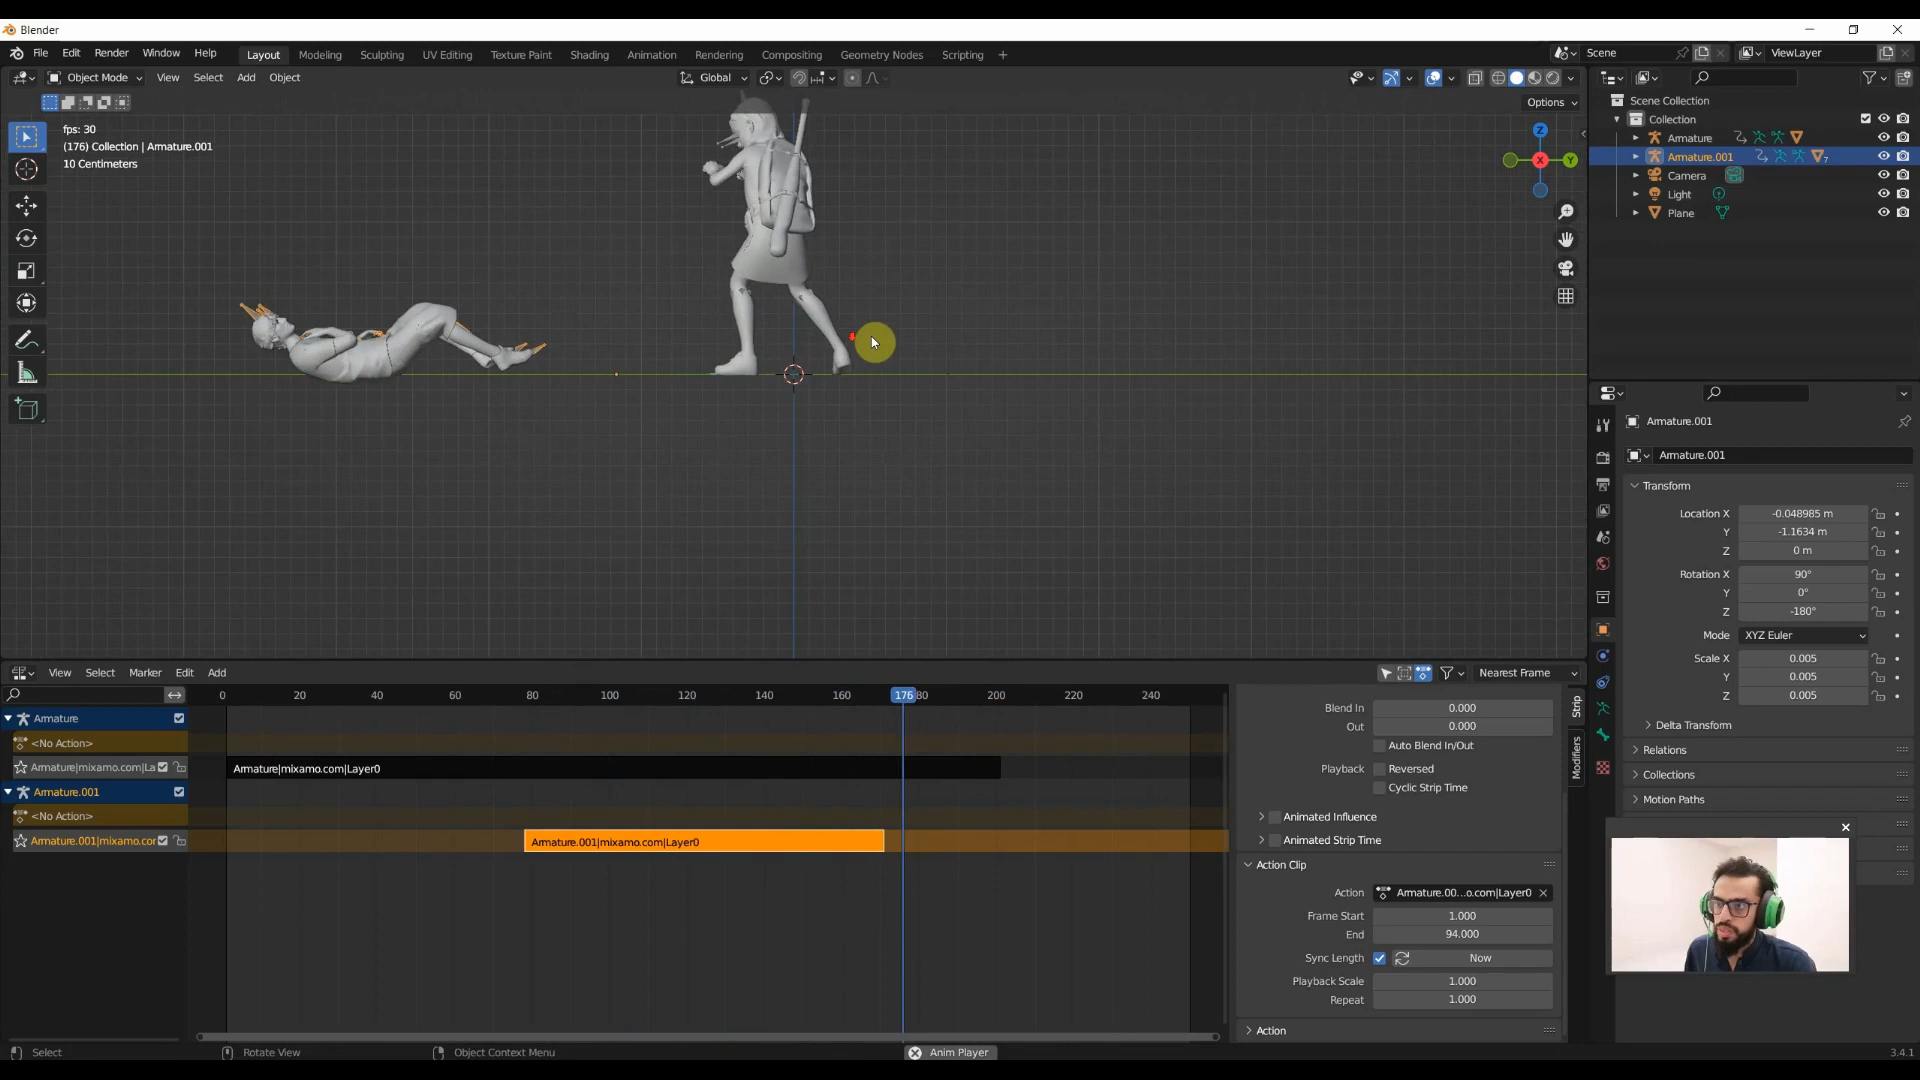 Blender
File Edit Render Window Help Layout Modeling Sculpting UV Editing Texture Paint Shading Animation Rendering Compositing Geometry Nodes Scripting + Scene ViewLayer
Object Mode View Select Add Object Global
Options
fps: 30
(176) Collection | Armature.001
10 Centimeters
Z
X
Y
Scene Collection
Collection
Armature
Armature.001
7
Camera
Light
Plane
Armature.001
Armature.001
Transform
Location X -0.048985 m
Y -1.1634 m
Z 0 m
Rotation X 90°
Y 0°
Z -180°
Mode XYZ Euler
Scale X 0.005
Y 0.005
Z 0.005
Delta Transform
Relations
Collections
Motion Paths
View Select Marker Edit Add Nearest Frame
0 20 40 60 80 100 120 140 160 176 80 200 220 240
Armature
<No Action>
Armature|mixamo.com|La Armature|mixamo.com|Layer0
Armature.001
<No Action>
Armature.001|mixamo.cor Armature.001|mixamo.com|Layer0
Blend In 0.000
Out 0.000
Auto Blend In/Out
Playback Reversed
Cyclic Strip Time
Animated Influence
Animated Strip Time
Action Clip
Action Armature.00...o.com|Layer0
Frame Start 1.000
End 94.000
Sync Length Now
Playback Scale 1.000
Repeat 1.000
Action
Strip
Modifiers
Select Rotate View Object Context Menu Anim Player 3.4.1